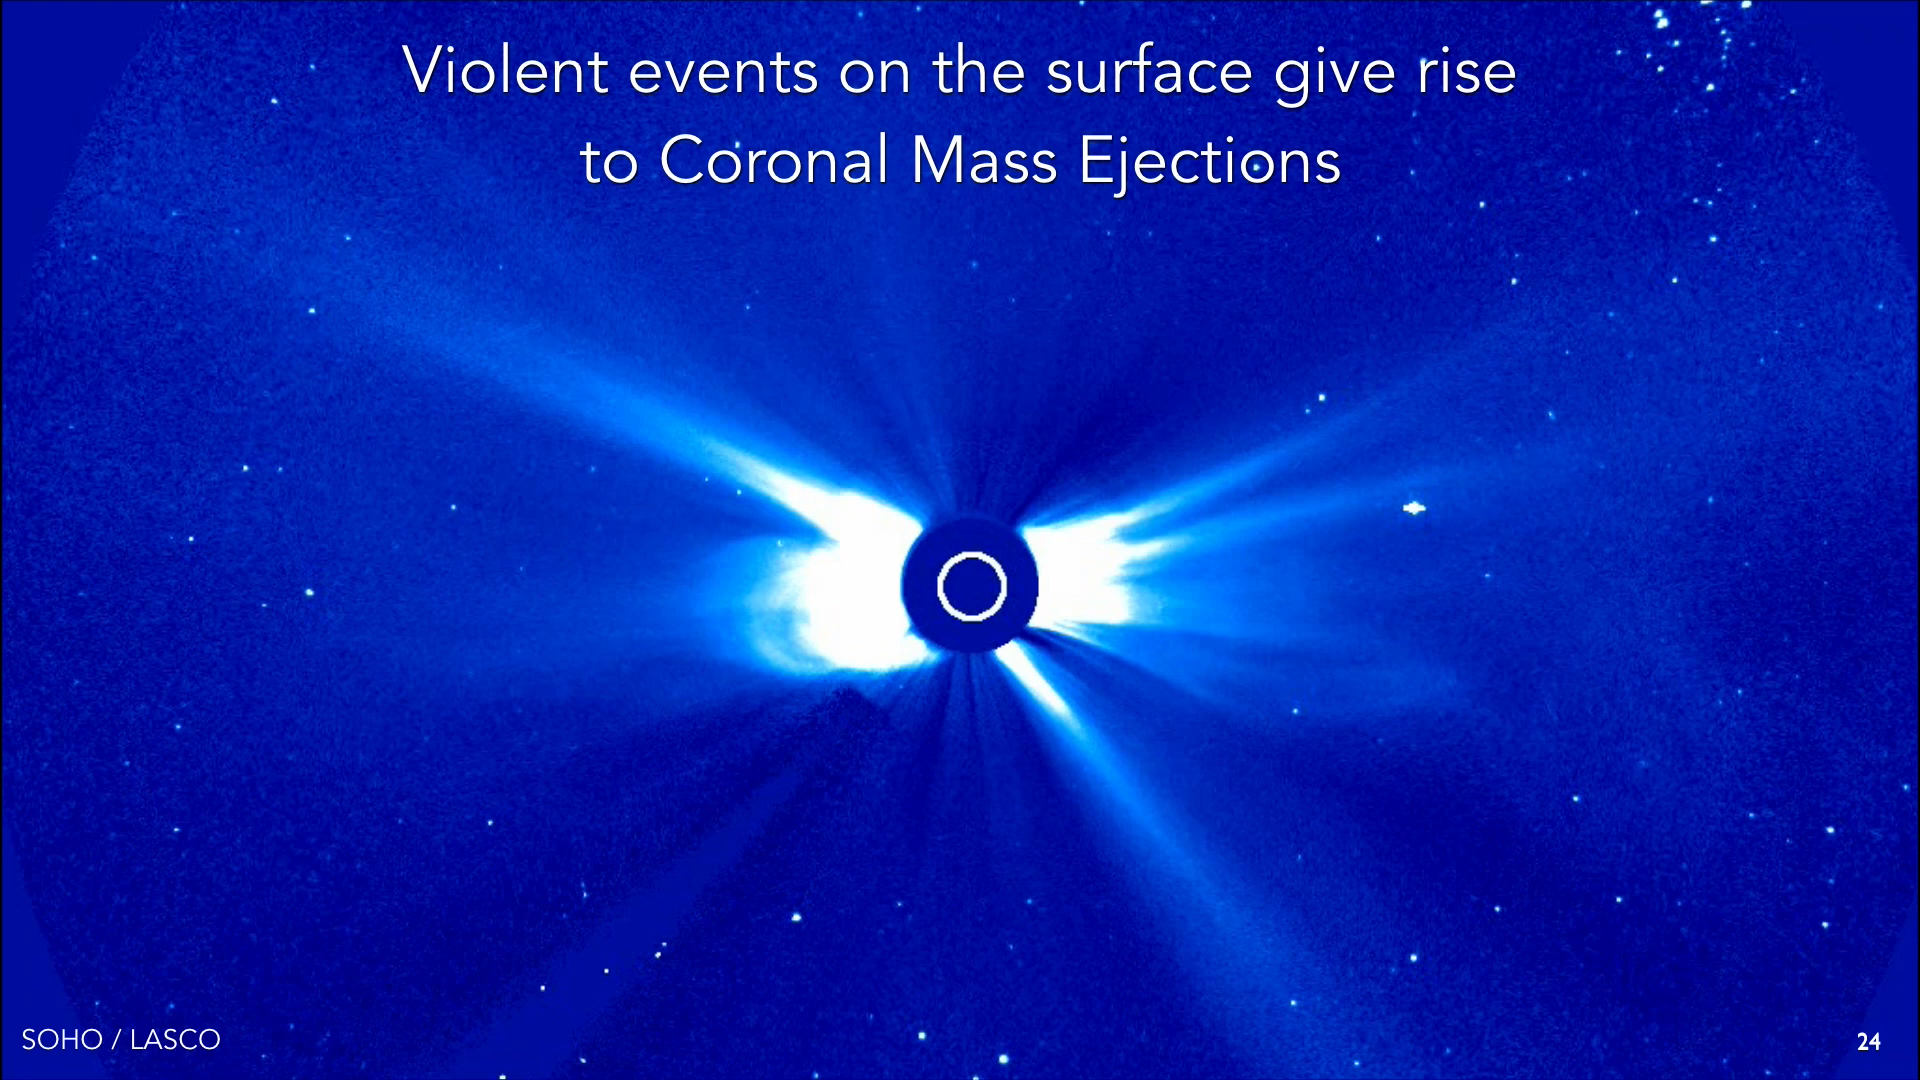 Violent events on the surface give rise
to Coronal Mass Ejections
SOHO / LASCO
24